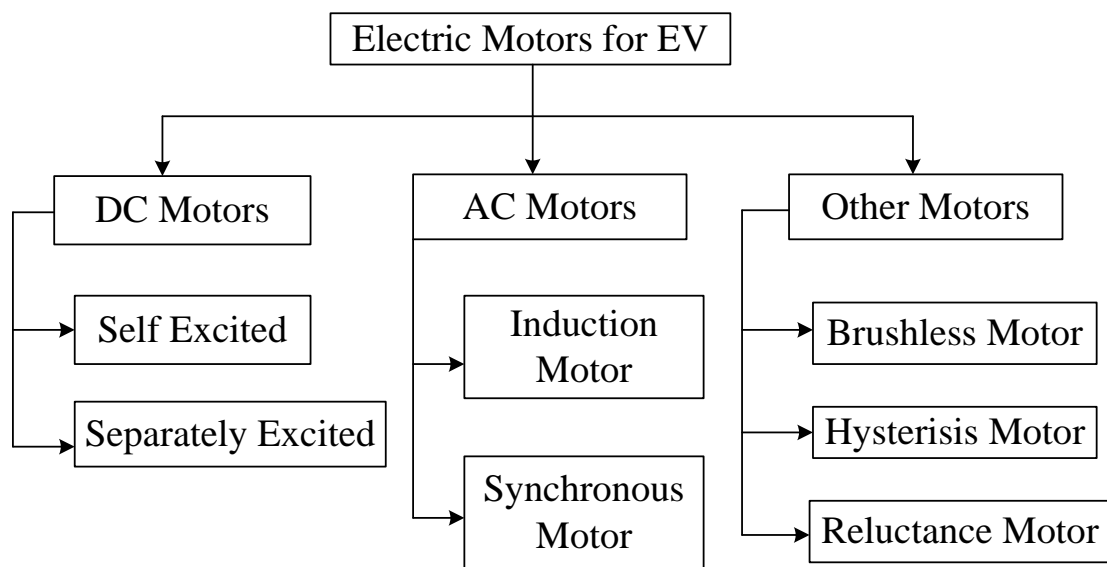 Electric Motors for EV
DC Motors
Self Excited
Separately Excited
AC Motors
Induction
Motor
Synchronous
Motor
Other Motors
Brushless Motor
Hysterisis Motor
Reluctance Motor